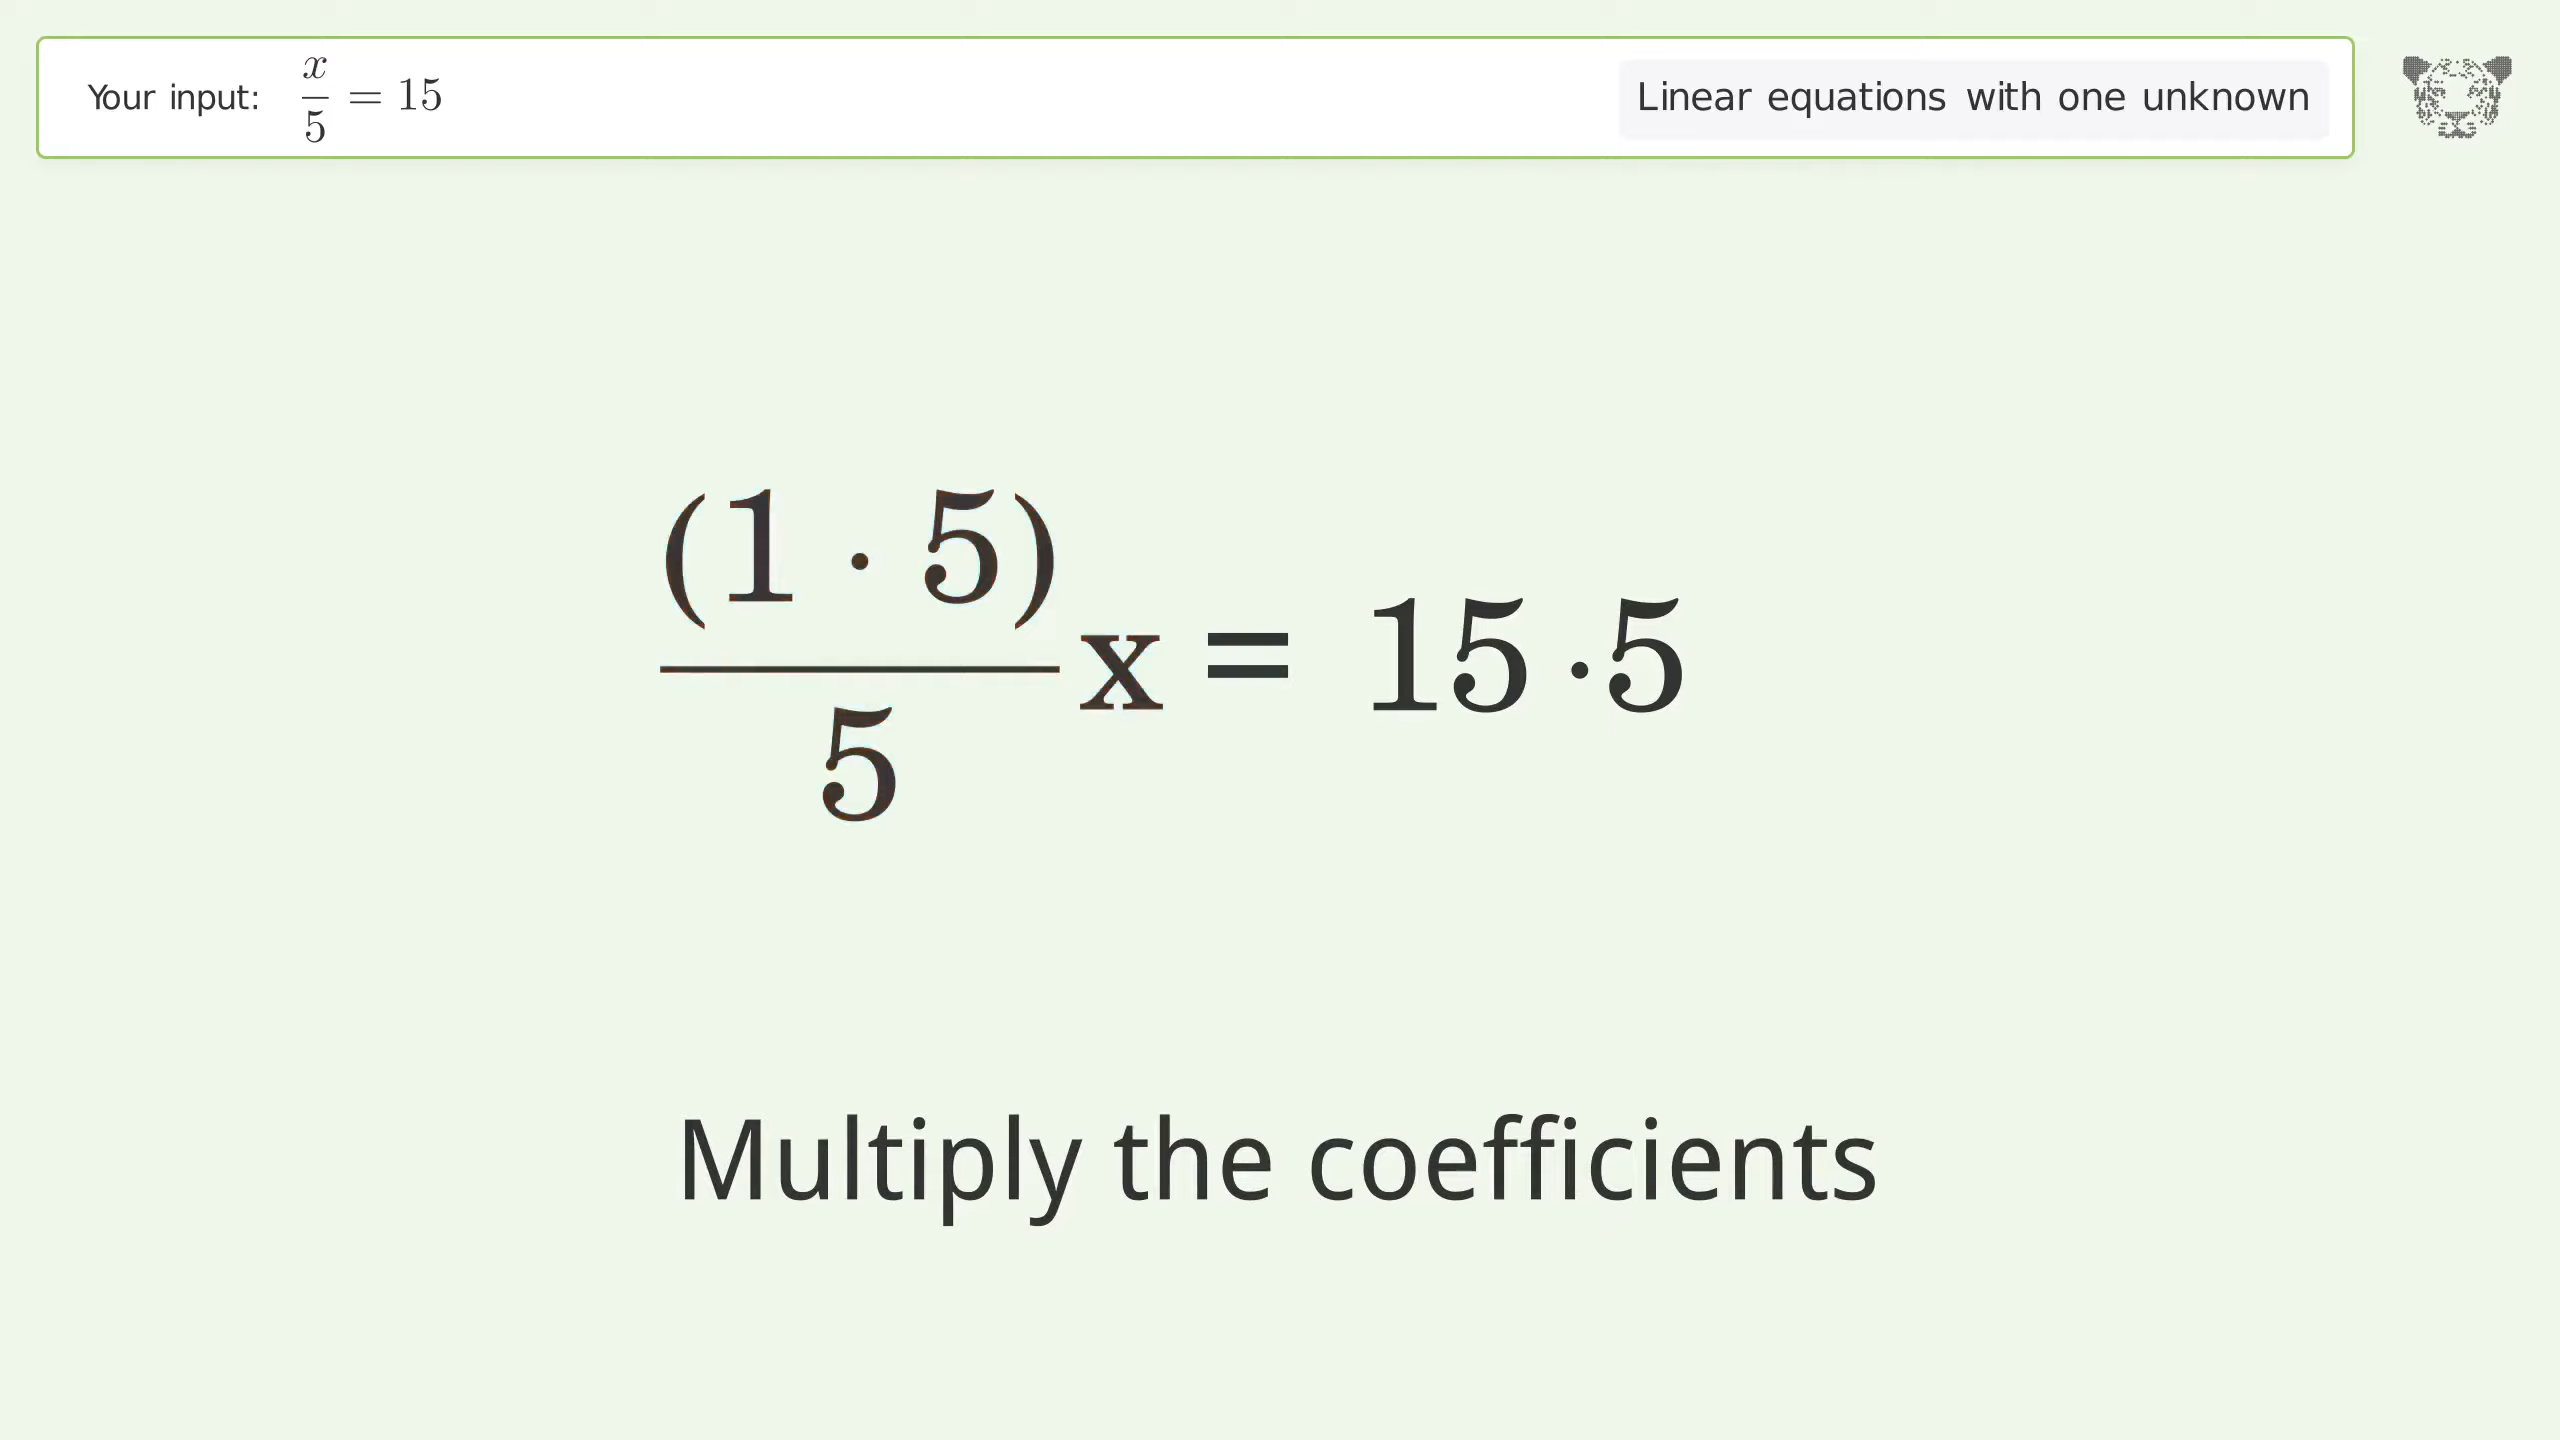 Your input: x/5 = 15
Linear equations with one unknown
(1 · 5)/5 x = 15 · 5
Multiply the coefficients